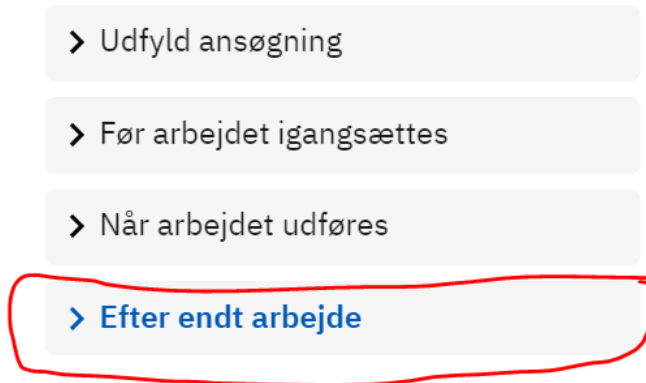 Udfyld ansøgning
Før arbejdet igangsættes
Når arbejdet udføres
Efter endt arbejde